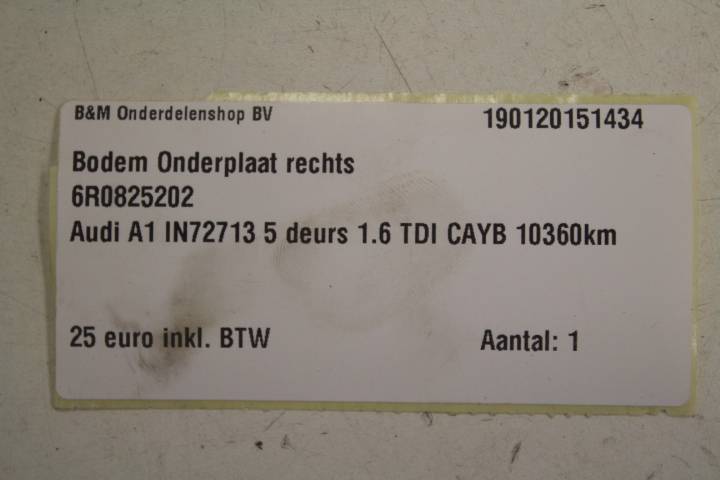 B&M Onderdelenshop BV 190120151434
Bodem Onderplaat rechts
6R0825202
Audi A1 IN72713 5 deurs 1.6 TDI CAYB 10360km
25 euro inkl. BTW Aantal: 1